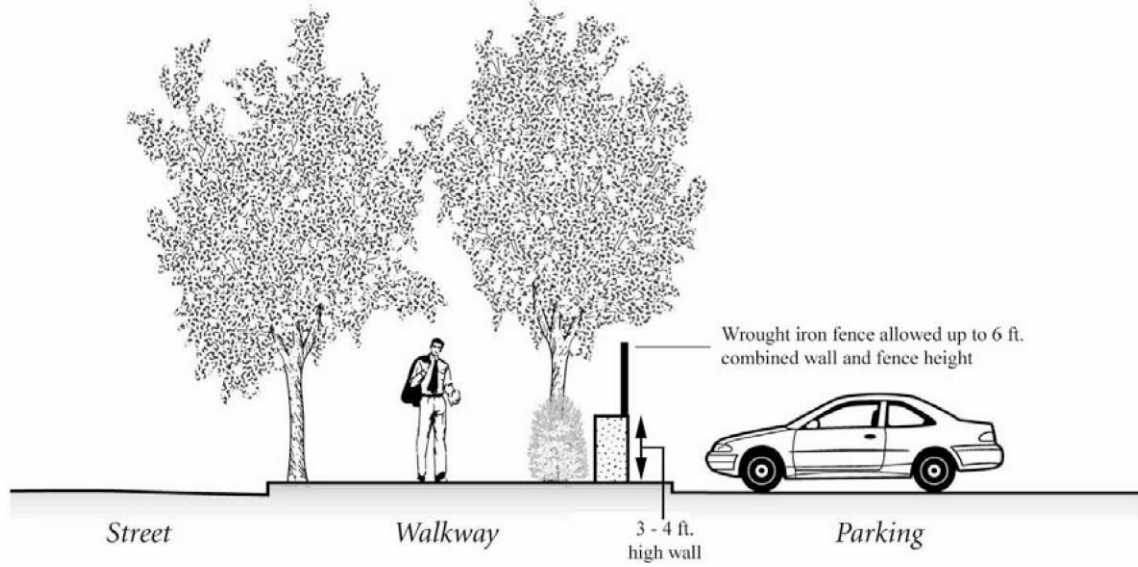 Wrought iron fence allowed up to 6 ft.
combined wall and fence height
Street
Walkway
3 - 4 ft.
high wall
Parking